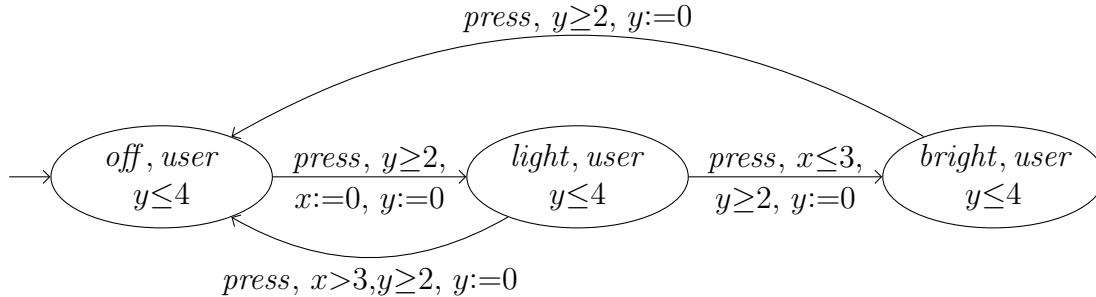 press, y≥2, y:=0
off, user
y≤4
press, y≥2,
x:=0, y:=0
light, user
y≤4
press, x≤3,
y≥2, y:=0
bright, user
y≤4
press, x>3,y≥2, y:=0